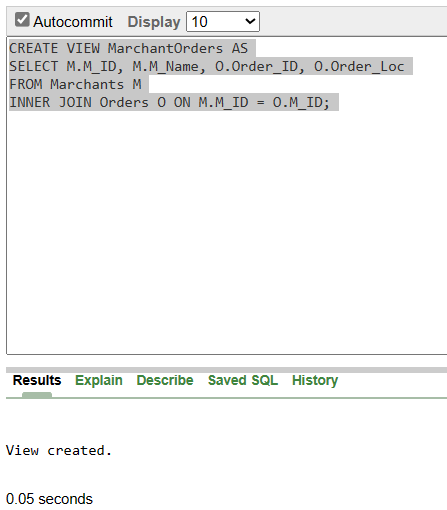 Autocommit Display 10
CREATE VIEW MarchantOrders AS
SELECT M.M_ID, M.M_Name, O.Order_ID, O.Order_Loc
FROM Marchants M
INNER JOIN Orders O ON M.M_ID = O.M_ID;
Results Explain Describe Saved SQL History
View created.
0.05 seconds